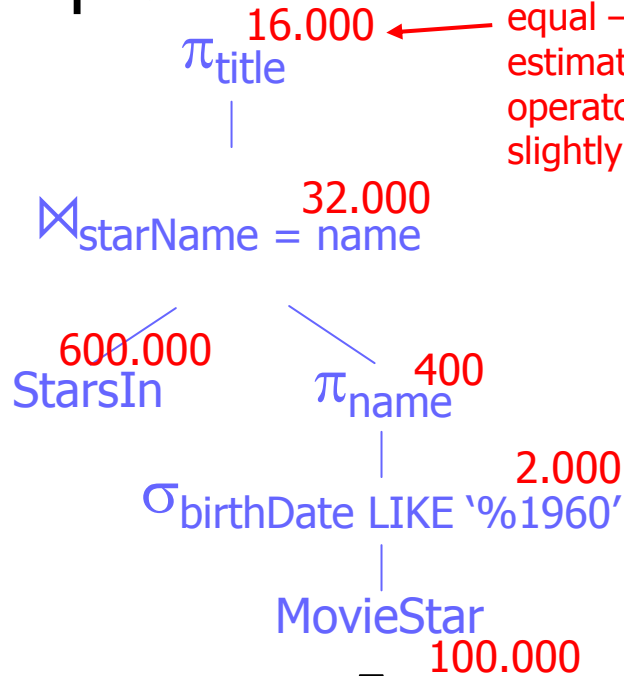 16.000
equal –
πtitle
estimat
operato
slightly
32.000
⋈starName = name
600.000
StarsIn
400
πname
2.000
σbirthDate LIKE ‘%1960’
MovieStar
100.000